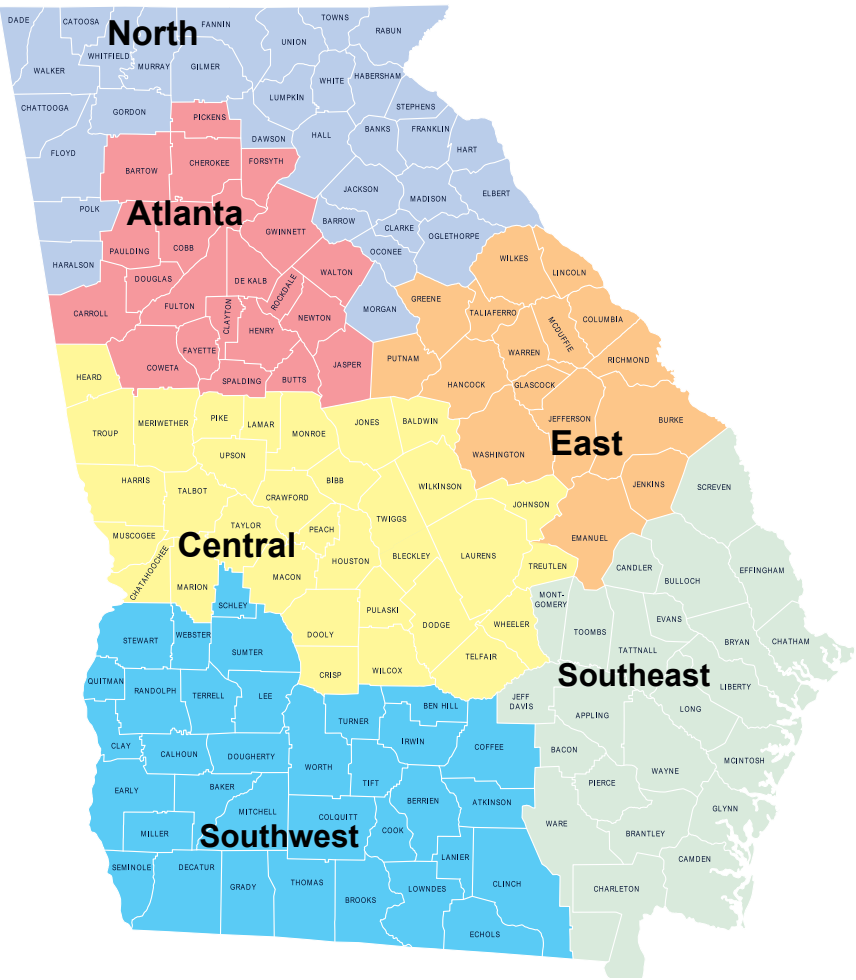 DADE
CATOOSA
North
FANNIN
TOWNS
RABUN
UNION
WHITFIELD
MURRAY
GILMER
WALKER
WHITE
HABERSHAM
LUMPKIN
CHATTOOGA
GORDON
PICKENS
STEPHENS
DAWSON
HALL
BANKS
FRANKLIN
HART
FLOYD
BARTOW
CHEROKEE
FORSYTH
JACKSON
MADISON
ELBERT
POLK
Atlanta
GWINNETT
BARROW
CLARKE
OGLETHORPE
OCONEE
HARALSON
PAULDING
COBB
WILKES
LINCOLN
DOUGLAS
DE KALB
ROCKDALE
WALTON
CARROLL
FULTON
CLAYTON
NEWTON
MORGAN
GREENE
TALIAFERRO
MCDUFFIE
COLUMBIA
HENRY
FAYETTE
COWETA
SPALDING
BUTTS
JASPER
PUTNAM
WARREN
RICHMOND
HEARD
HANCOCK
GLASCOCK
TROUP
MERIWETHER
PIKE
LAMAR
MONROE
JONES
BALDWIN
JEFFERSON
BURKE
East
WASHINGTON
UPSON
HARRIS
TALBOT
CRAWFORD
BIBB
WILKINSON
JENKINS
SCREVEN
JOHNSON
MUSCOGEE
TAYLOR
PEACH
TWIGGS
Central
EMANUEL
CHATAHOOCHEE
MARION
MACON
HOUSTON
BLECKLEY
LAURENS
TREUTLEN
CANDLER
BULLOCH
EFFINGHAM
SCHLEY
PULASKI
MONT-
GOMERY
DODGE
WHEELER
TOOMBS
EVANS
STEWART
WEBSTER
SUMTER
DOOLY
TATTNALL
BRYAN
CHATHAM
TELFAIR
CRISP
WILCOX
Southeast
QUITMAN
RANDOLPH
TERRELL
LEE
BEN HILL
JEFF
DAVIS
LIBERTY
TURNER
APPLING
LONG
CLAY
CALHOUN
DOUGHERTY
IRWIN
COFFEE
BACON
WORTH
MCINTOSH
EARLY
BAKER
TIFT
PIERCE
WAYNE
BERRIEN
ATKINSON
GLYNN
MITCHELL
COLQUITT
WARE
MILLER
Southwest
COOK
BRANTLEY
LANIER
CAMDEN
SEMINOLE
DECATUR
GRADY
THOMAS
LOWNDES
CLINCH
CHARLETON
BROOKS
ECHOLS